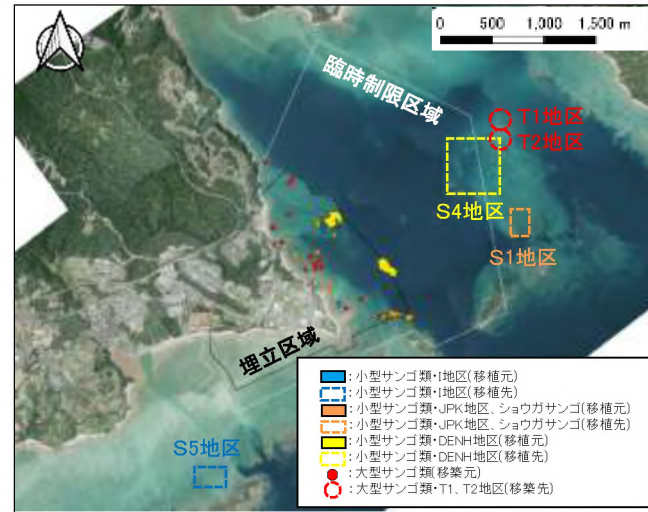 0 500 1,000 1,500 m
臨時制限区域
T1地区
T2地区
S4地区
S1地区
埋立区域
S5地区
:小型サンゴ類・I地区(移植元)
:小型サンゴ類・I地区(移植先)
:小型サンゴ類・JPK地区、ショウガサンゴ(移植元)
:小型サンゴ類・JPK地区、ショウガサンゴ(移植先)
:小型サンゴ類・DENH地区(移植元)
:小型サンゴ類・DENH地区(移植先)
:大型サンゴ類(移築元)
:大型サンゴ類・T1、T2地区(移築先)